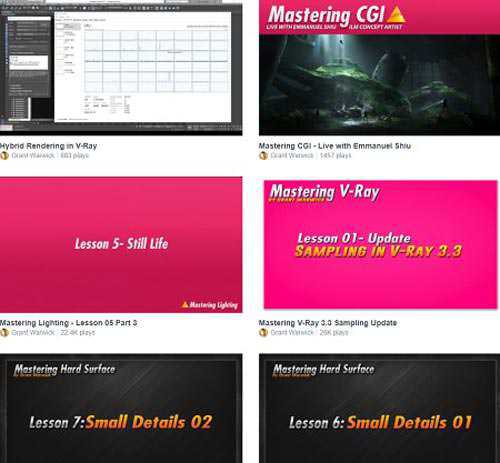 Mastering CGI
LIVE WITH EMMANUEL SHIU ILM CONCEPT ARTIST
Hybrid Rendering in V-Ray
Grant Warwick 683 plays
Mastering CGI - Live with Emmanuel Shiu
Grant Warwick 1457 plays
Lesson 5- Still Life
Mastering Lighting
Mastering V-Ray
BY GRANT WARWICK
Lesson 01- Update
SAMPLING IN V-RAY 3.3
Mastering Lighting - Lesson 05 Part 3
Grant Warwick 22.4K plays
Mastering V-Ray 3.3 Sampling Update
Grant Warwick 26K plays
Mastering Hard Surface
By Grant Warwick
Lesson 7: Small Details 02
Mastering Hard Surface
By Grant Warwick
Lesson 6: Small Details 01